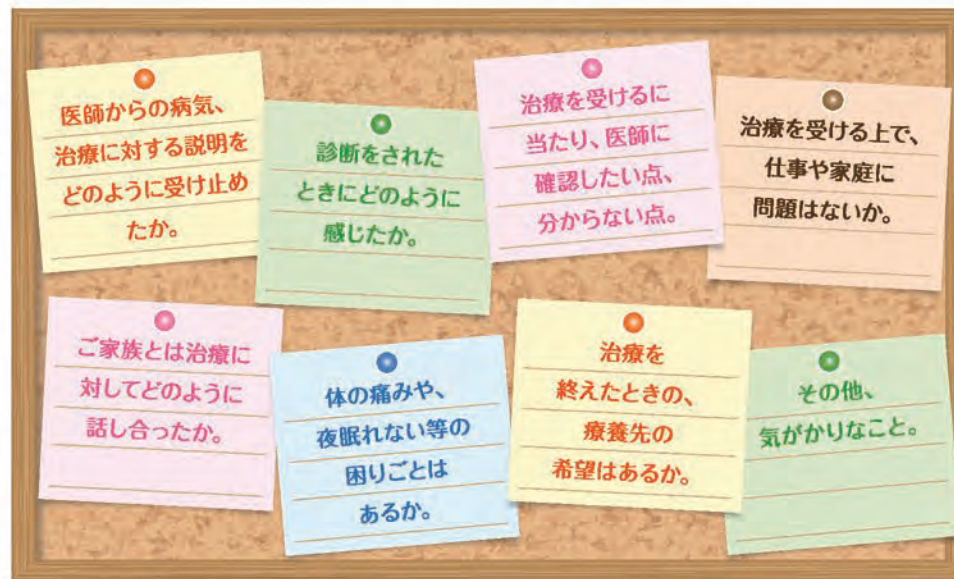 医師からの病気、
治療に対する説明を
どのように受け止め
たか。
診断をされた
ときにどのように
感じたか。
治療を受けるに
当たり、医師に
確認したい点、
分からない点。
治療を受ける上で、
仕事や家庭に
問題はないか。
ご家族とは治療に
対してどのように
話し合ったか。
体の痛みや、
夜眠れない等の
困りごとは
あるか。
治療を
終えたときの、
療養先の
希望はあるか。
その他、
気がかりなこと。